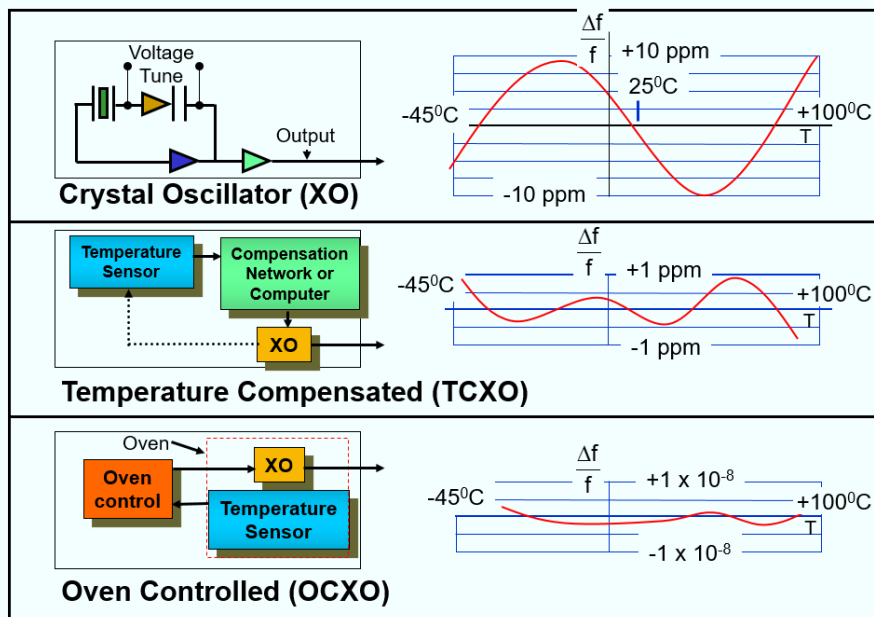 Voltage
Tune
Output
Crystal Oscillator (XO)
Δf
f
+10 ppm
25⁰C
-45⁰C
+100⁰C
T
-10 ppm
Temperature
Sensor
Compensation
Network or
Computer
XO
Temperature Compensated (TCXO)
Δf
f
+1 ppm
-45⁰C
+100⁰C
T
-1 ppm
Oven
XO
Oven
control
Temperature
Sensor
Oven Controlled (OCXO)
Δf
f
+1 x 10⁻⁸
-45⁰C
+100⁰C
T
-1 x 10⁻⁸